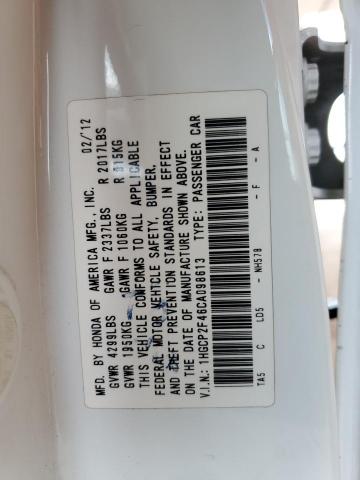 MFD. BY HONDA OF AMERICA MFG., INC. 02/12
GVWR 4299LBS GAWR F 2337LBS R 2017LBS
GVWR 1950KG GAWR F 1060KG R 915KG
THIS VEHICLE CONFORMS TO ALL APPLICABLE
FEDERAL MOTOR VEHICLE SAFETY, BUMPER,
AND THEFT PREVENTION STANDARDS IN EFFECT
ON THE DATE OF MANUFACTURE SHOWN ABOVE.
V.I.N.: 1HGCP2F46CA098613 TYPE: PASSENGER CAR
TA5 C LD5 - NH578 - F - A